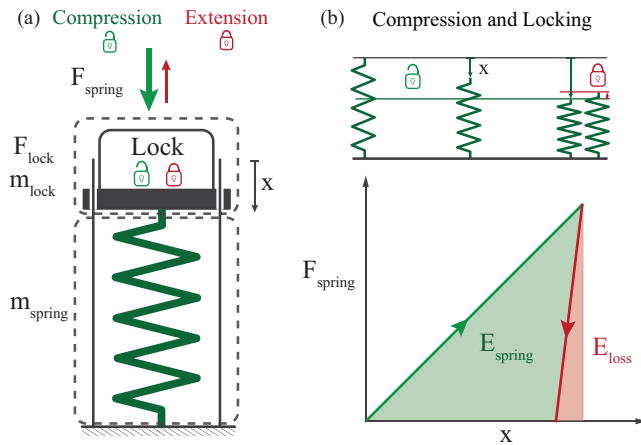 (a)
Compression Extension
F_spring
F_lock
m_lock
Lock
x
m_spring
(b) Compression and Locking
x
F_spring
E_spring
E_loss
x